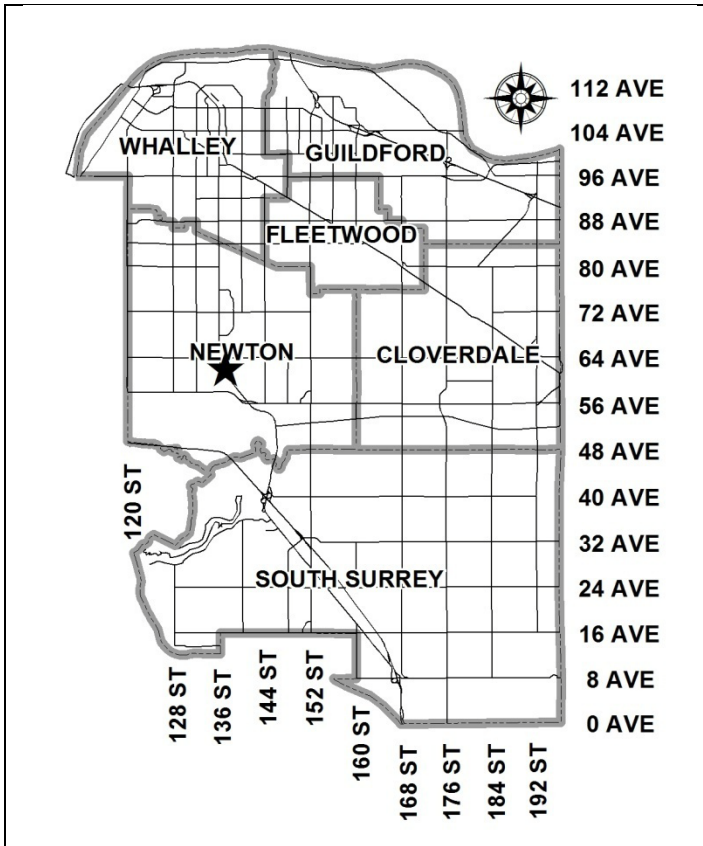 112 AVE
104 AVE
WHALLEY
GUILDFORD
96 AVE
88 AVE
FLEETWOOD
80 AVE
72 AVE
NEWTON
CLOVERDALE
64 AVE
56 AVE
48 AVE
120 ST
40 AVE
32 AVE
SOUTH SURREY
24 AVE
16 AVE
8 AVE
0 AVE
128 ST
136 ST
144 ST
152 ST
160 ST
168 ST
176 ST
184 ST
192 ST